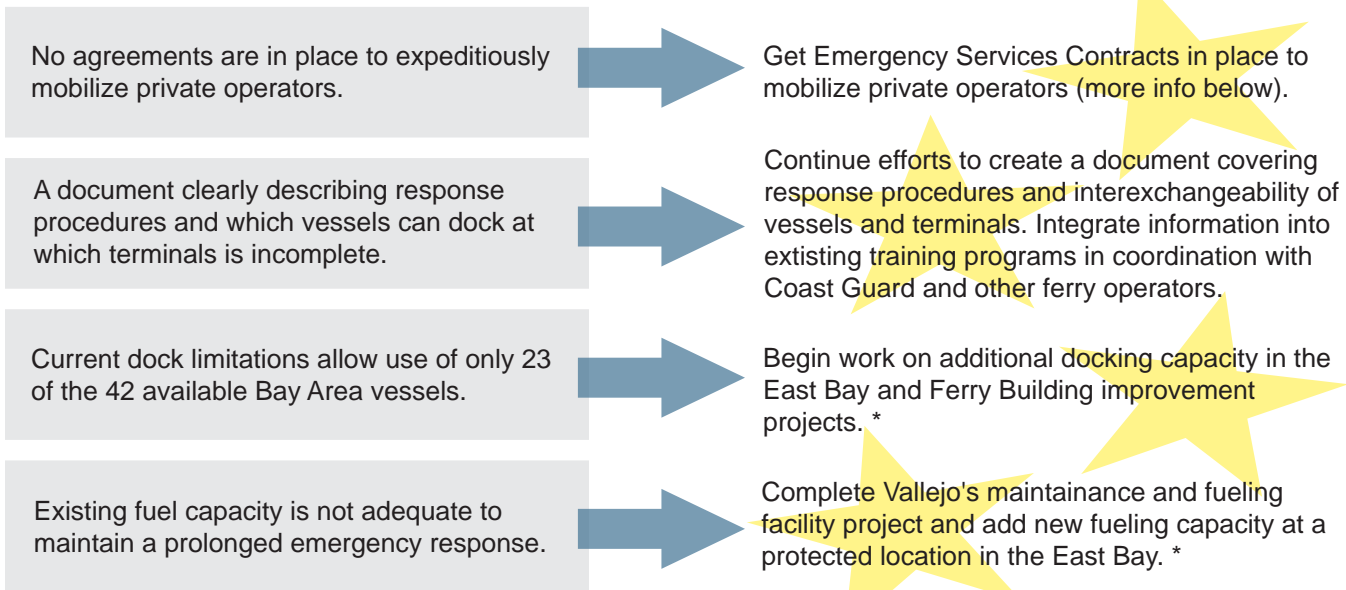 No agreements are in place to expeditiously
mobilize private operators.
Get Emergency Services Contracts in place to
mobilize private operators (more info below).
A document clearly describing response
procedures and which vessels can dock at
which terminals is incomplete.
Continue efforts to create a document covering
response procedures and interexchangeability of
vessels and terminals. Integrate information into
extisting training programs in coordination with
Coast Guard and other ferry operators.
Current dock limitations allow use of only 23
of the 42 available Bay Area vessels.
Begin work on additional docking capacity in the
East Bay and Ferry Building improvement
projects. *
Existing fuel capacity is not adequate to
maintain a prolonged emergency response.
Complete Vallejo's maintainance and fueling
facility project and add new fueling capacity at a
protected location in the East Bay. *